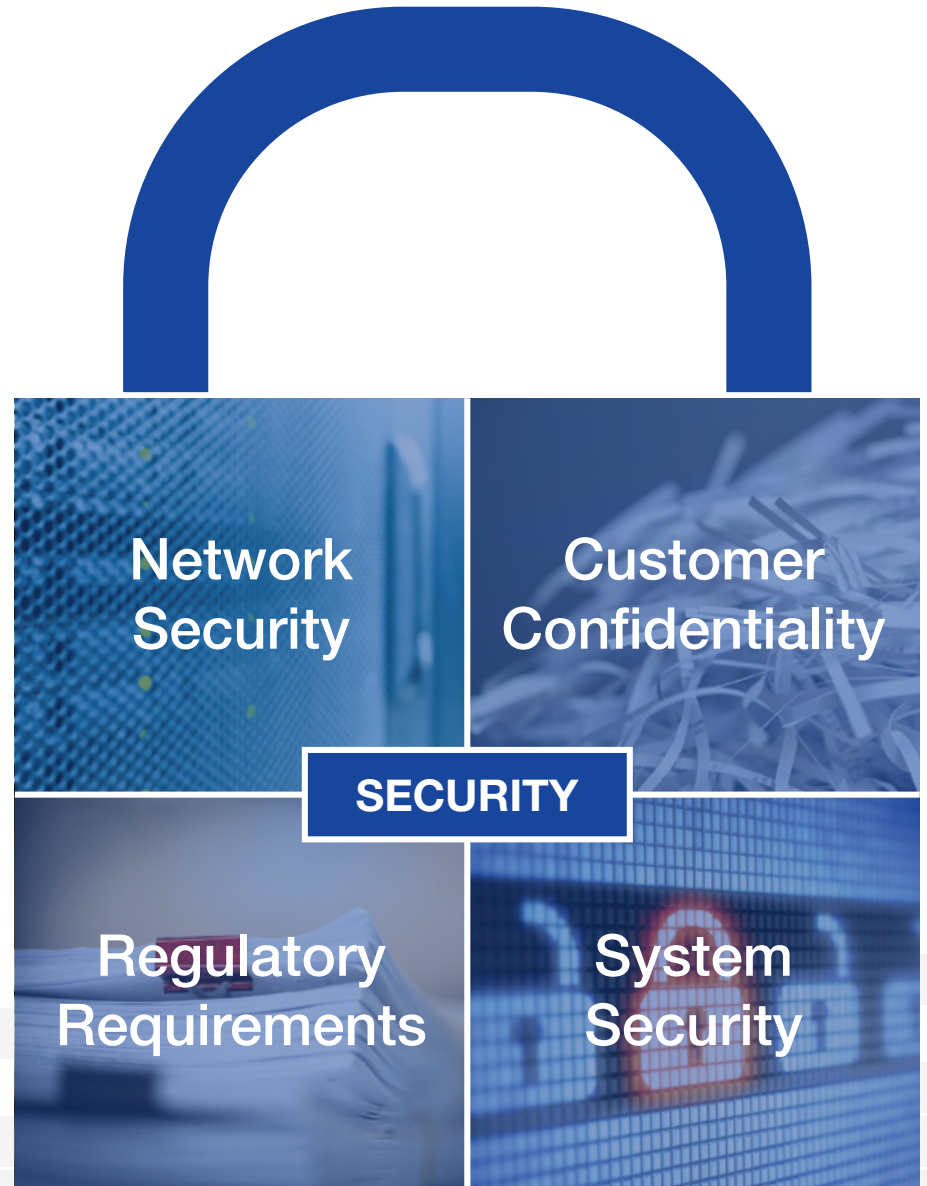 Network
Security
Customer
Confidentiality
SECURITY
Regulatory
Requirements
System
Security